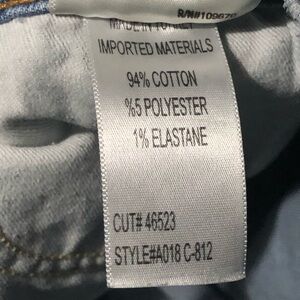 MADE IN TURKEY
IMPORTED MATERIALS
94% COTTON
%5 POLYESTER
1% ELASTANE
CUT# 46523
STYLE#A018 C-812